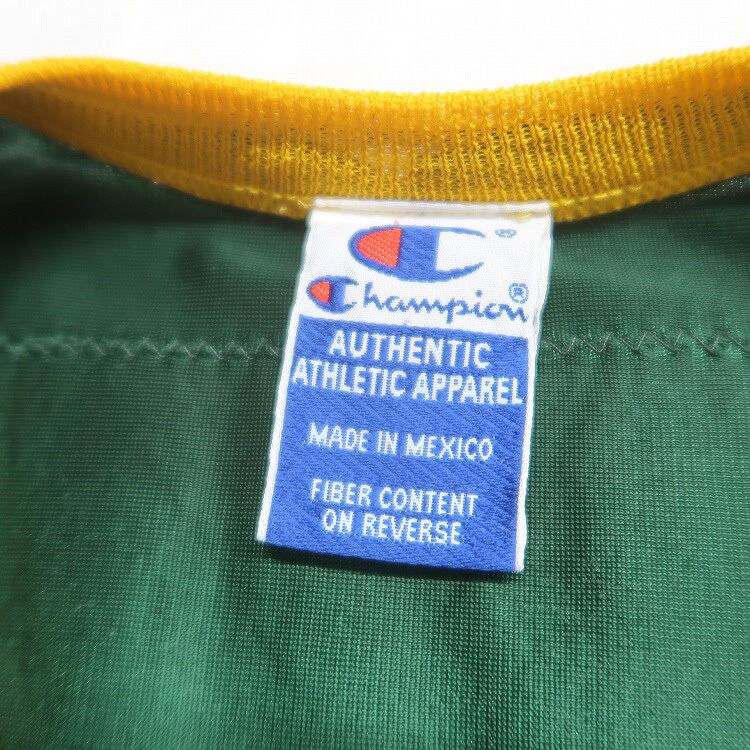 ®
Champion®
AUTHENTIC
ATHLETIC APPAREL
MADE IN MEXICO
FIBER CONTENT
ON REVERSE